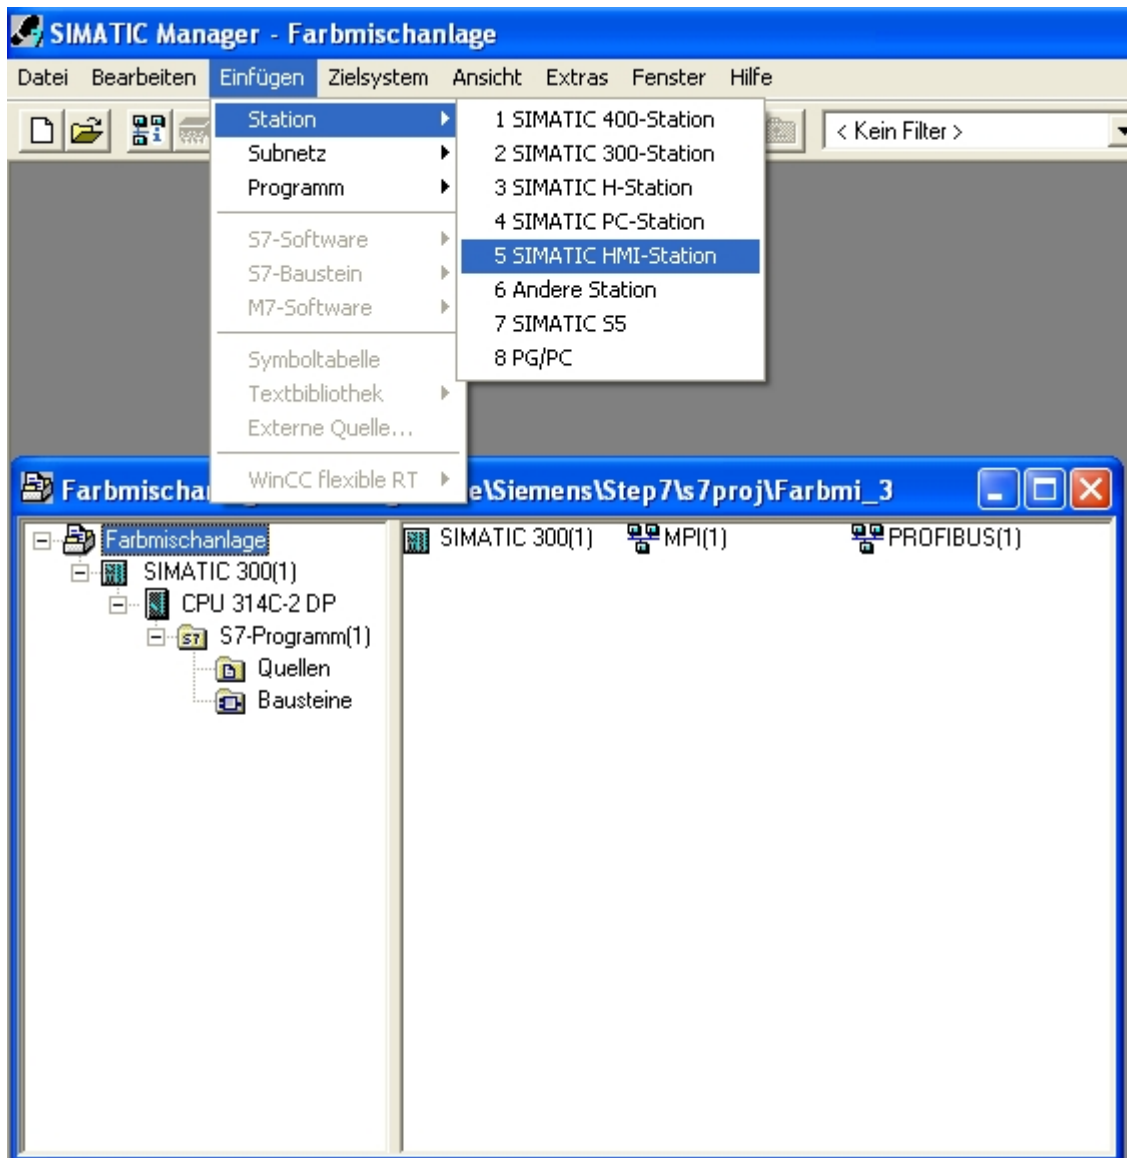 SIMATIC Manager - Farbmischanlage
Datei Bearbeiten Einfügen Zielsystem Ansicht Extras Fenster Hilfe
< Kein Filter >
Station
Subnetz
Programm
S7-Software
S7-Baustein
M7-Software
Symboltabelle
Textbibliothek
Externe Quelle...
WinCC flexible RT
1 SIMATIC 400-Station
2 SIMATIC 300-Station
3 SIMATIC H-Station
4 SIMATIC PC-Station
5 SIMATIC HMI-Station
6 Andere Station
7 SIMATIC S5
8 PG/PC
e\Siemens\Step7\s7proj\Farbmi_3
Farbmischanlage
SIMATIC 300(1)
CPU 314C-2 DP
S7-Programm(1)
Quellen
Bausteine
SIMATIC 300(1) MPI(1) PROFIBUS(1)